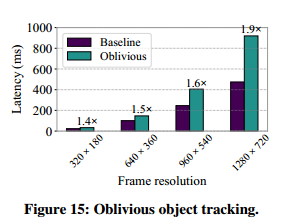 1000
800
600
400
200
0
Latency (ms)
Baseline
Oblivious
1.4×
1.5×
1.6×
1.9×
320 × 180
640 × 360
960 × 540
1280 × 720
Frame resolution
Figure 15: Oblivious object tracking.